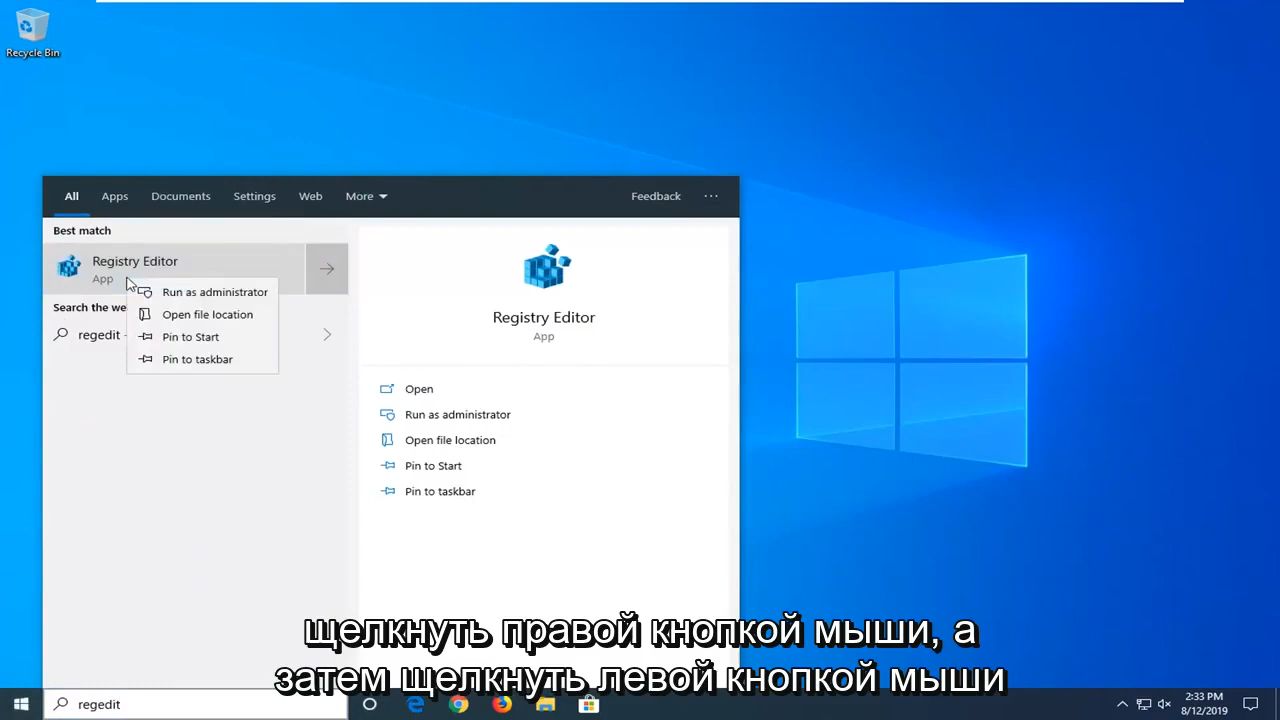 Recycle Bin
All Apps Documents Settings Web More Feedback ...
Best match
Registry Editor
App
Run as administrator
Open file location
Pin to Start
Pin to taskbar
Search the we
regedit -
Registry Editor
App
Open
Run as administrator
Open file location
Pin to Start
Pin to taskbar
щелкнуть правой кнопкой мыши, а
затем щелкнуть левой кнопкой мыши
regedit
2:33 PM
8/12/2019